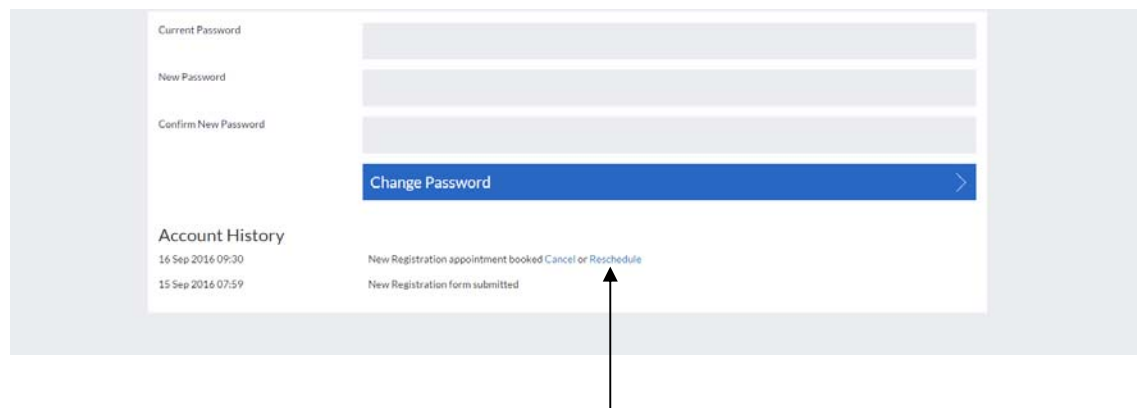 Current Password
New Password
Confirm New Password
Change Password
Account History
16 Sep 2016 09:30 New Registration appointment booked Cancel or Reschedule
15 Sep 2016 07:59 New Registration form submitted